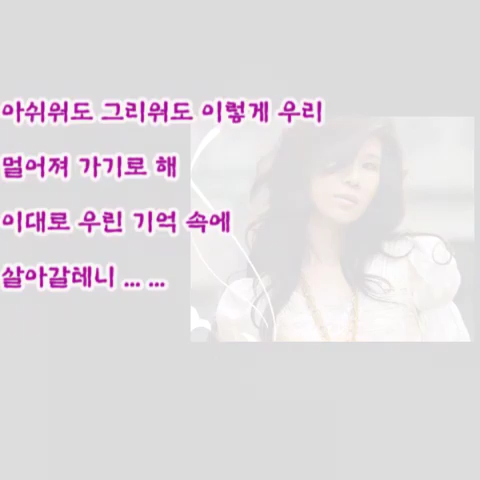 아쉬워도 그리워도 이렇게 우리
멀어져 가기로 해
이대로 우린 기억 속에
살아갈테니 ... ...